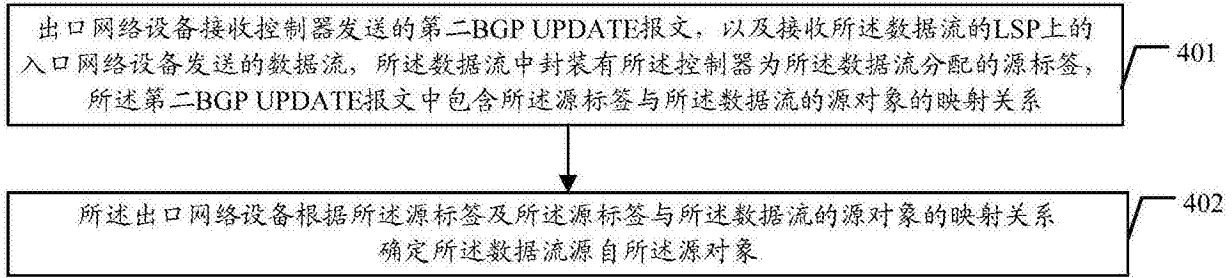 出口网络设备接收控制器发送的第二BGP UPDATE报文，以及接收所述数据流的LSP上的
入口网络设备发送的数据流，所述数据流中封装有所述控制器为所述数据流分配的源标签，
所述第二BGP UPDATE报文中包含所述源标签与所述数据流的源对象的映射关系
401
所述出口网络设备根据所述源标签及所述源标签与所述数据流的源对象的映射关系
确定所述数据流源自所述源对象
402